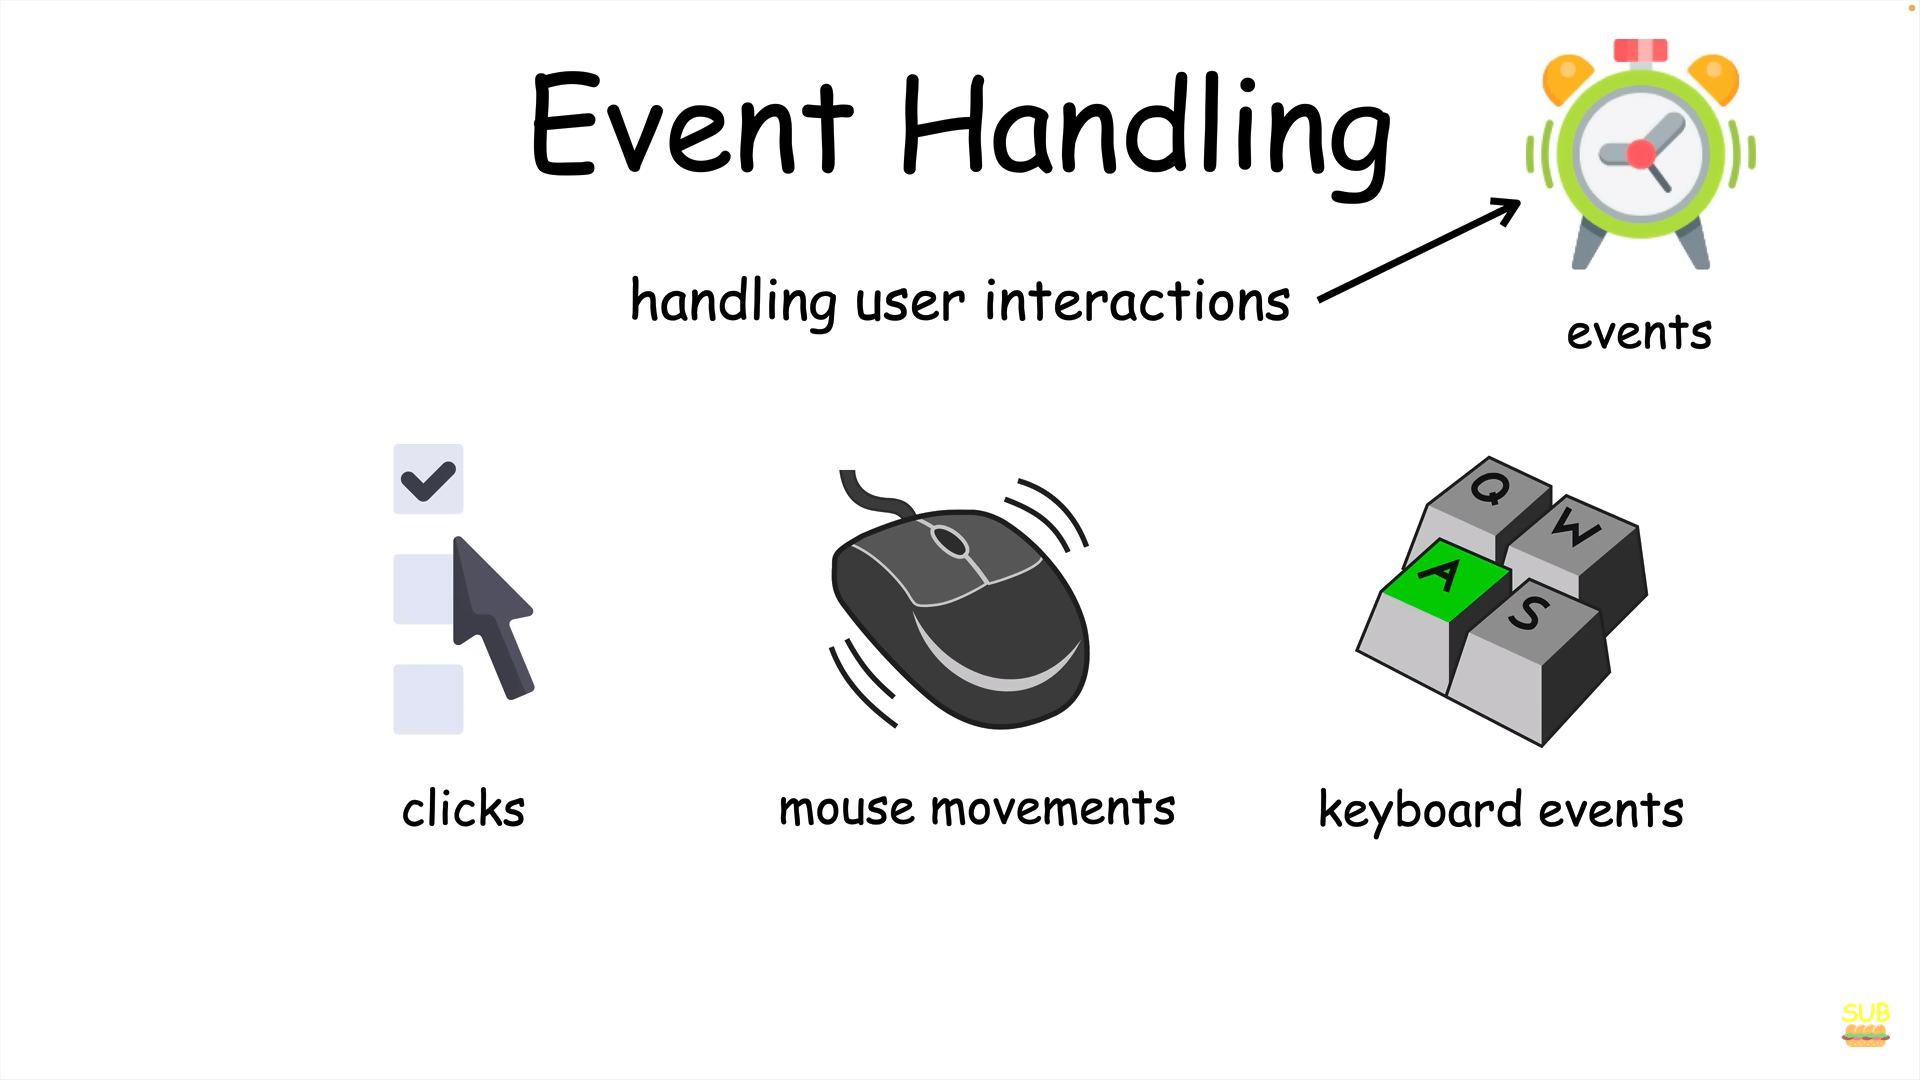 Event Handling
handling user interactions
events
Q
W
A
S
clicks
mouse movements
keyboard events
SUB